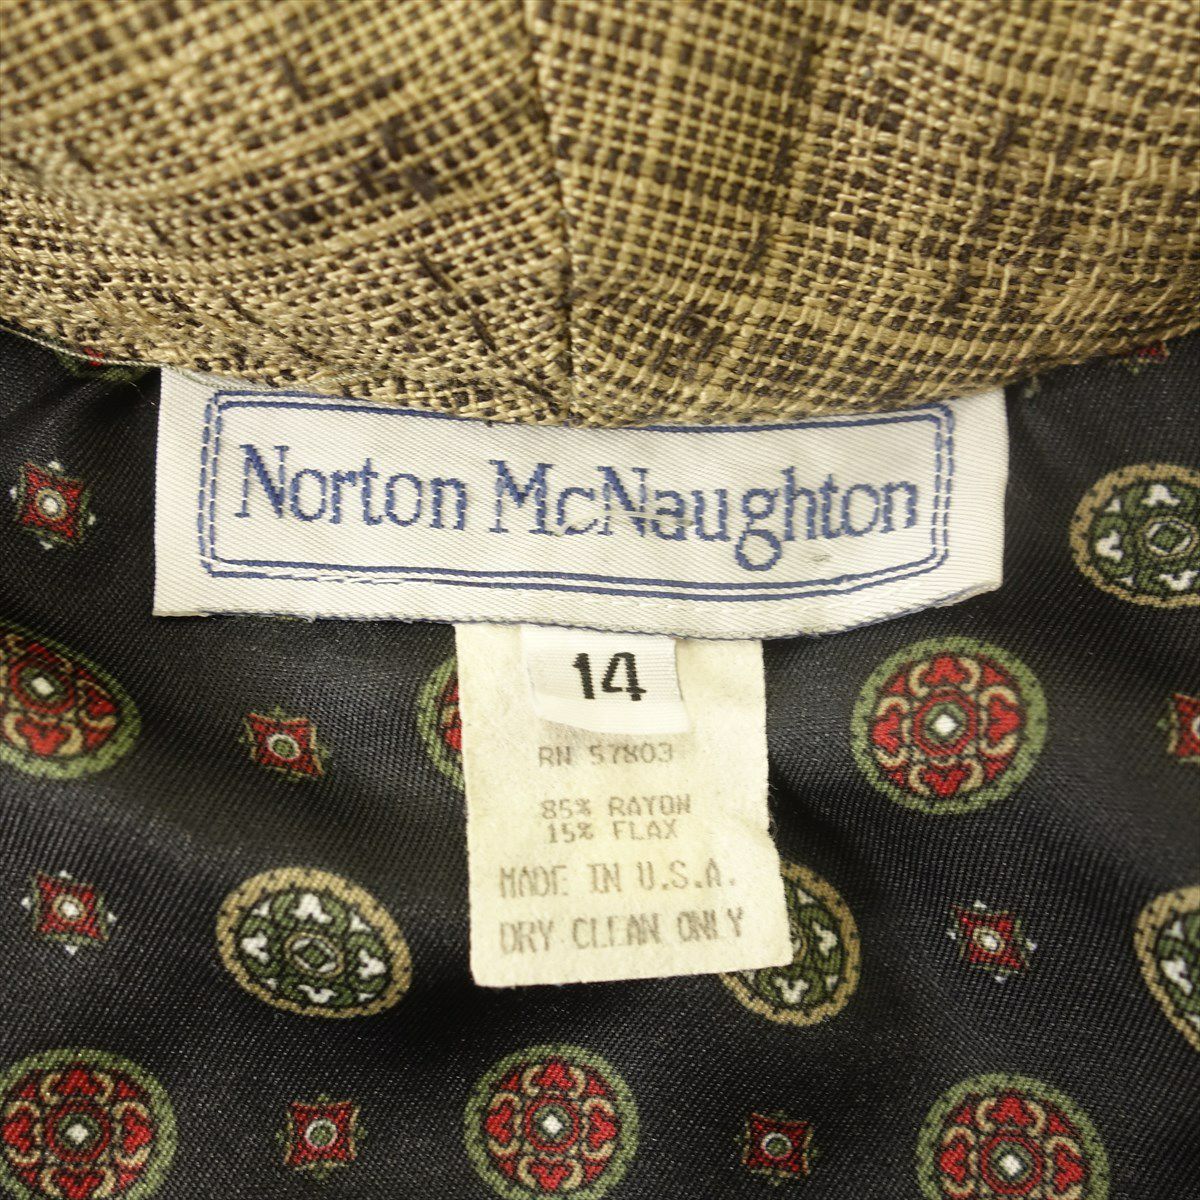 Norton McNaughton
14
RN 57803
85% RAYON
15% FLAX
MADE IN U.S.A.
DRY CLEAN ONLY